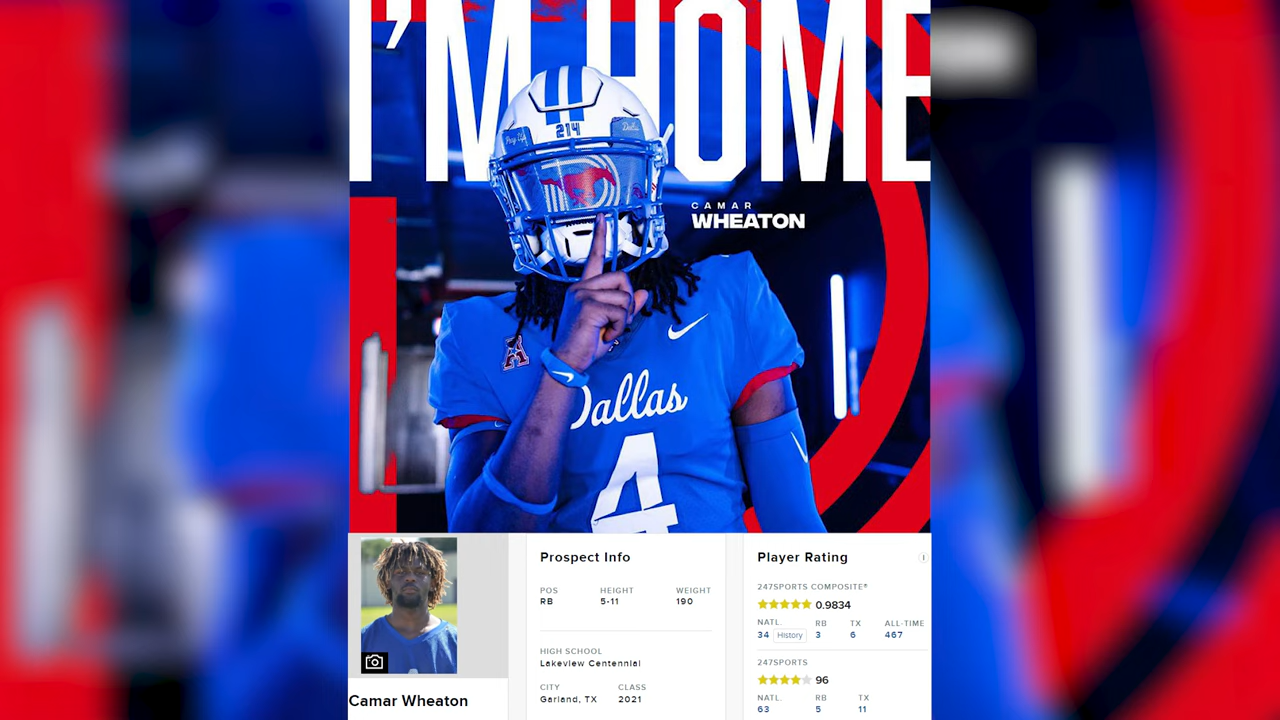 I'M HOME
214
Dallas
CAMAR
WHEATON
A
Dallas
4
Prospect Info
Player Rating
i
POS HEIGHT WEIGHT
RB 5-11 190
247SPORTS COMPOSITE®
0.9834
NATL. RB TX ALL-TIME
34 History 3 6 467
HIGH SCHOOL
Lakeview Centennial
247SPORTS
96
CITY CLASS
Garland, TX 2021
NATL. RB TX
63 5 11
Camar Wheaton